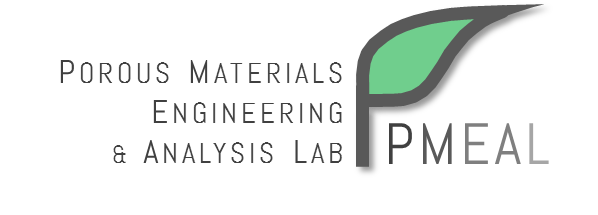 POROUS MATERIALS
ENGINEERING
& ANALYSIS LAB
PMEAL